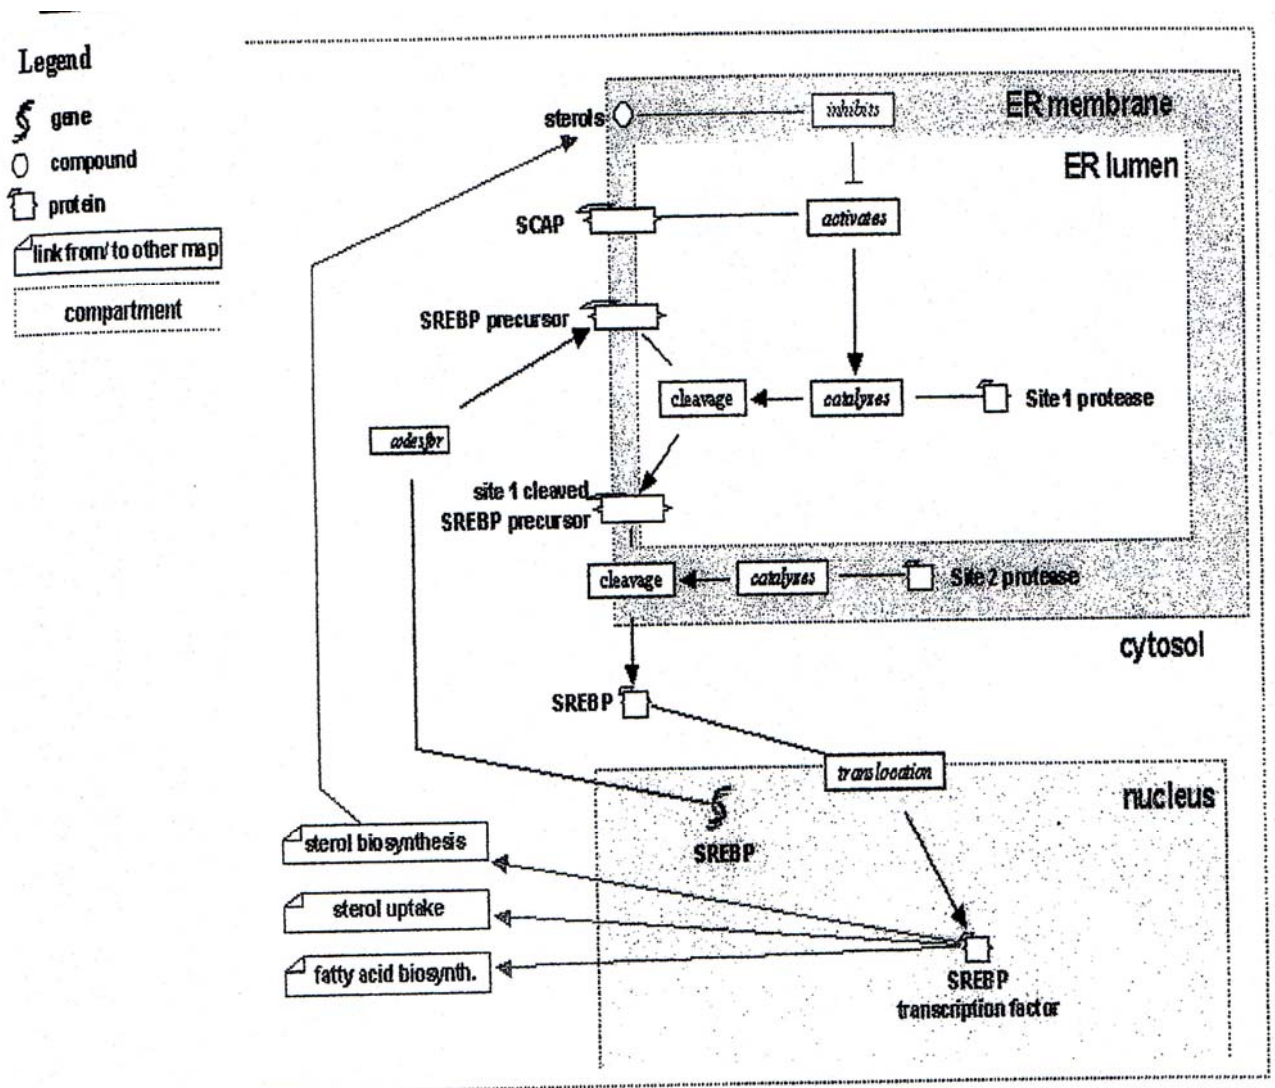 Legend
gene
compound
protein
link from/ to other map
compartment
sterols
inhibits
ER membrane
ER lumen
SCAP
activates
SREBP precursor
cleavage
catalyzes
Site 1 protease
codes for
site 1 cleaved
SREBP precursor
cleavage
catalyzes
Site 2 protease
cytosol
SREBP
translocation
nucleus
SREBP
sterol biosynthesis
sterol uptake
fatty acid biosynth.
SREBP
transcription factor